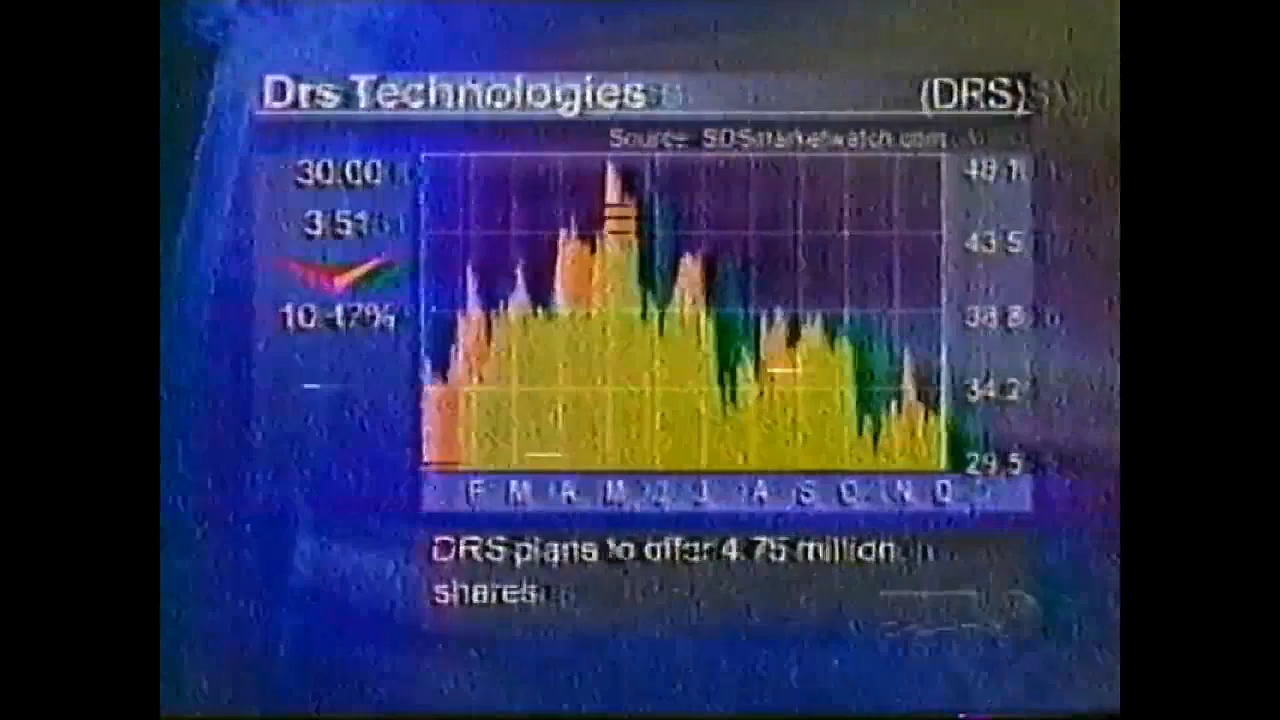 Drs Technologies (DRS)
Source: SDSmarketwatch.com
30.00
3.51
10.47%
48.1
43.5
38.8
34.2
29.5
F M A M J J A S O N D
DRS plans to offer 4.75 million
shares